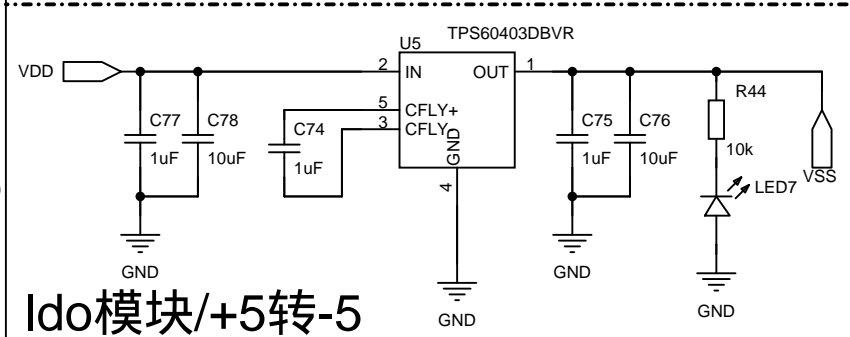 TPS60403DBVR
U5
VDD
2
IN
OUT
1
R44
5
CFLY+
C77
C78
C74
3
CFLY-
C75
C76
1uF
10uF
1uF
GND
1uF
10uF
10k
VSS
4
LED7
GND
GND
GND
GND
ldo模块/+5转-5